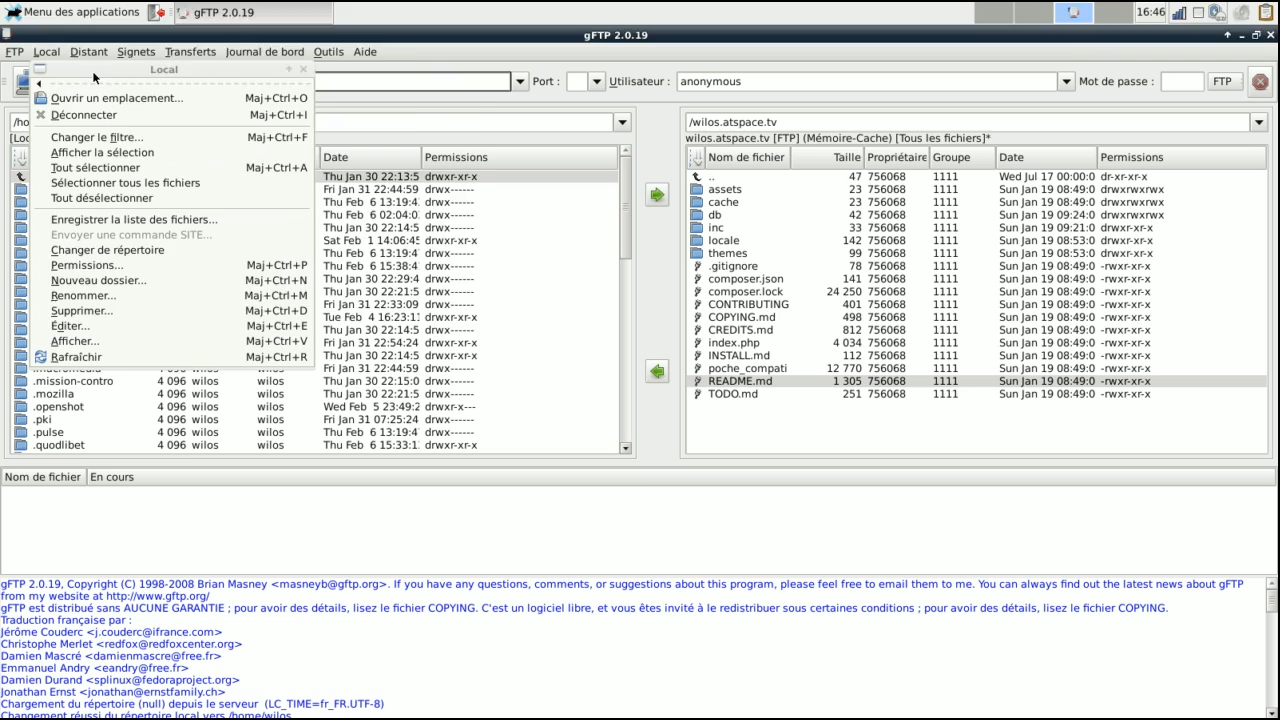 Menu des applications gFTP 2.0.19 16:46
gFTP 2.0.19
FTP Local Distant Signets Transferts Journal de bord Outils Aide
Local
Port : Utilisateur : anonymous Mot de passe : FTP
Ouvrir un emplacement... Maj+Ctrl+O
Déconnecter Maj+Ctrl+I
Changer le filtre... Maj+Ctrl+F
Afficher la sélection
Tout sélectionner Maj+Ctrl+A
Sélectionner tous les fichiers
Tout désélectionner
Enregistrer la liste des fichiers...
Envoyer une commande SITE...
Changer de répertoire
Permissions... Maj+Ctrl+P
Nouveau dossier... Maj+Ctrl+N
Renommer... Maj+Ctrl+M
Supprimer... Maj+Ctrl+D
Éditer... Maj+Ctrl+E
Afficher... Maj+Ctrl+V
Rafraîchir Maj+Ctrl+R
Date Permissions
Thu Jan 30 22:13:5 drwxr-xr-x
Fri Jan 31 22:44:59 drwx------
Thu Feb 6 13:19:4 drwx------
Thu Feb 6 02:04:0 drwx------
Thu Jan 30 22:14:5 drwx------
Sat Feb 1 14:06:45 drwxr-xr-x
Thu Feb 6 13:19:4 drwx------
Thu Feb 6 15:38:4 drwx------
Thu Jan 30 22:29:4 drwx------
Thu Jan 30 22:21:5 drwx------
Fri Jan 31 22:33:09 drwx------
Tue Feb 4 16:23:1 drwxr-xr-x
Thu Jan 30 22:14:5 drwx------
Fri Jan 31 22:54:24 drwx------
Thu Jan 30 22:14:5 drwxr-xr-x
Fri Jan 31 22:44:59 drwx------
.mission-contro 4 096 wilos wilos Thu Jan 30 22:15:0 drwx------
.mozilla 4 096 wilos wilos Thu Jan 30 22:21:5 drwx------
.openshot 4 096 wilos wilos Wed Feb 5 23:49:2 drwxr-x---
.pki 4 096 wilos wilos Fri Jan 31 07:25:24 drwx------
.pulse 4 096 wilos wilos Thu Feb 6 13:19:4 drwx------
.quodlibet 4 096 wilos wilos Thu Feb 6 15:33:1 drwxr-xr-x
/wilos.atspace.tv
wilos.atspace.tv [FTP] (Mémoire-Cache) [Tous les fichiers]*
Nom de fichier Taille Propriétaire Groupe Date Permissions
.. 47 756068 1111 Wed Jul 17 00:00:0 dr-xr-xr-x
assets 23 756068 1111 Sun Jan 19 08:49:0 drwxrwxrwx
cache 23 756068 1111 Sun Jan 19 08:49:0 drwxrwxrwx
db 42 756068 1111 Sun Jan 19 09:24:0 drwxrwxrwx
inc 33 756068 1111 Sun Jan 19 09:21:0 drwxr-xr-x
locale 142 756068 1111 Sun Jan 19 08:53:0 drwxr-xr-x
themes 99 756068 1111 Sun Jan 19 08:53:0 drwxr-xr-x
.gitignore 78 756068 1111 Sun Jan 19 08:49:0 -rwxr-xr-x
composer.json 141 756068 1111 Sun Jan 19 08:49:0 -rwxr-xr-x
composer.lock 24 250 756068 1111 Sun Jan 19 08:49:0 -rwxr-xr-x
CONTRIBUTING 401 756068 1111 Sun Jan 19 08:49:0 -rwxr-xr-x
COPYING.md 498 756068 1111 Sun Jan 19 08:49:0 -rwxr-xr-x
CREDITS.md 812 756068 1111 Sun Jan 19 08:49:0 -rwxr-xr-x
index.php 4 034 756068 1111 Sun Jan 19 08:49:0 -rwxr-xr-x
INSTALL.md 112 756068 1111 Sun Jan 19 08:49:0 -rwxr-xr-x
poche_compati 12 770 756068 1111 Sun Jan 19 08:49:0 -rwxr-xr-x
README.md 1 305 756068 1111 Sun Jan 19 08:49:0 -rwxr-xr-x
TODO.md 251 756068 1111 Sun Jan 19 08:49:0 -rwxr-xr-x
Nom de fichier En cours
gFTP 2.0.19, Copyright (C) 1998-2008 Brian Masney <masneyb@gftp.org>. If you have any questions, comments, or suggestions about this program, please feel free to email them to me. You can always find out the latest news about gFTP
from my website at http://www.gftp.org/
gFTP est distribué sans AUCUNE GARANTIE ; pour avoir des détails, lisez le fichier COPYING. C'est un logiciel libre, et vous êtes invité à le redistribuer sous certaines conditions ; pour avoir des détails, lisez le fichier COPYING.
Traduction française par :
Jérôme Couderc <j.couderc@ifrance.com>
Christophe Merlet <redfox@redfoxcenter.org>
Damien Mascré <damienmascre@free.fr>
Emmanuel Andry <eandry@free.fr>
Damien Durand <splinux@fedoraproject.org>
Jonathan Ernst <jonathan@ernstfamily.ch>
Chargement du répertoire (null) depuis le serveur (LC_TIME=fr_FR.UTF-8)
Changement réussi du répertoire local vers /home/wilos